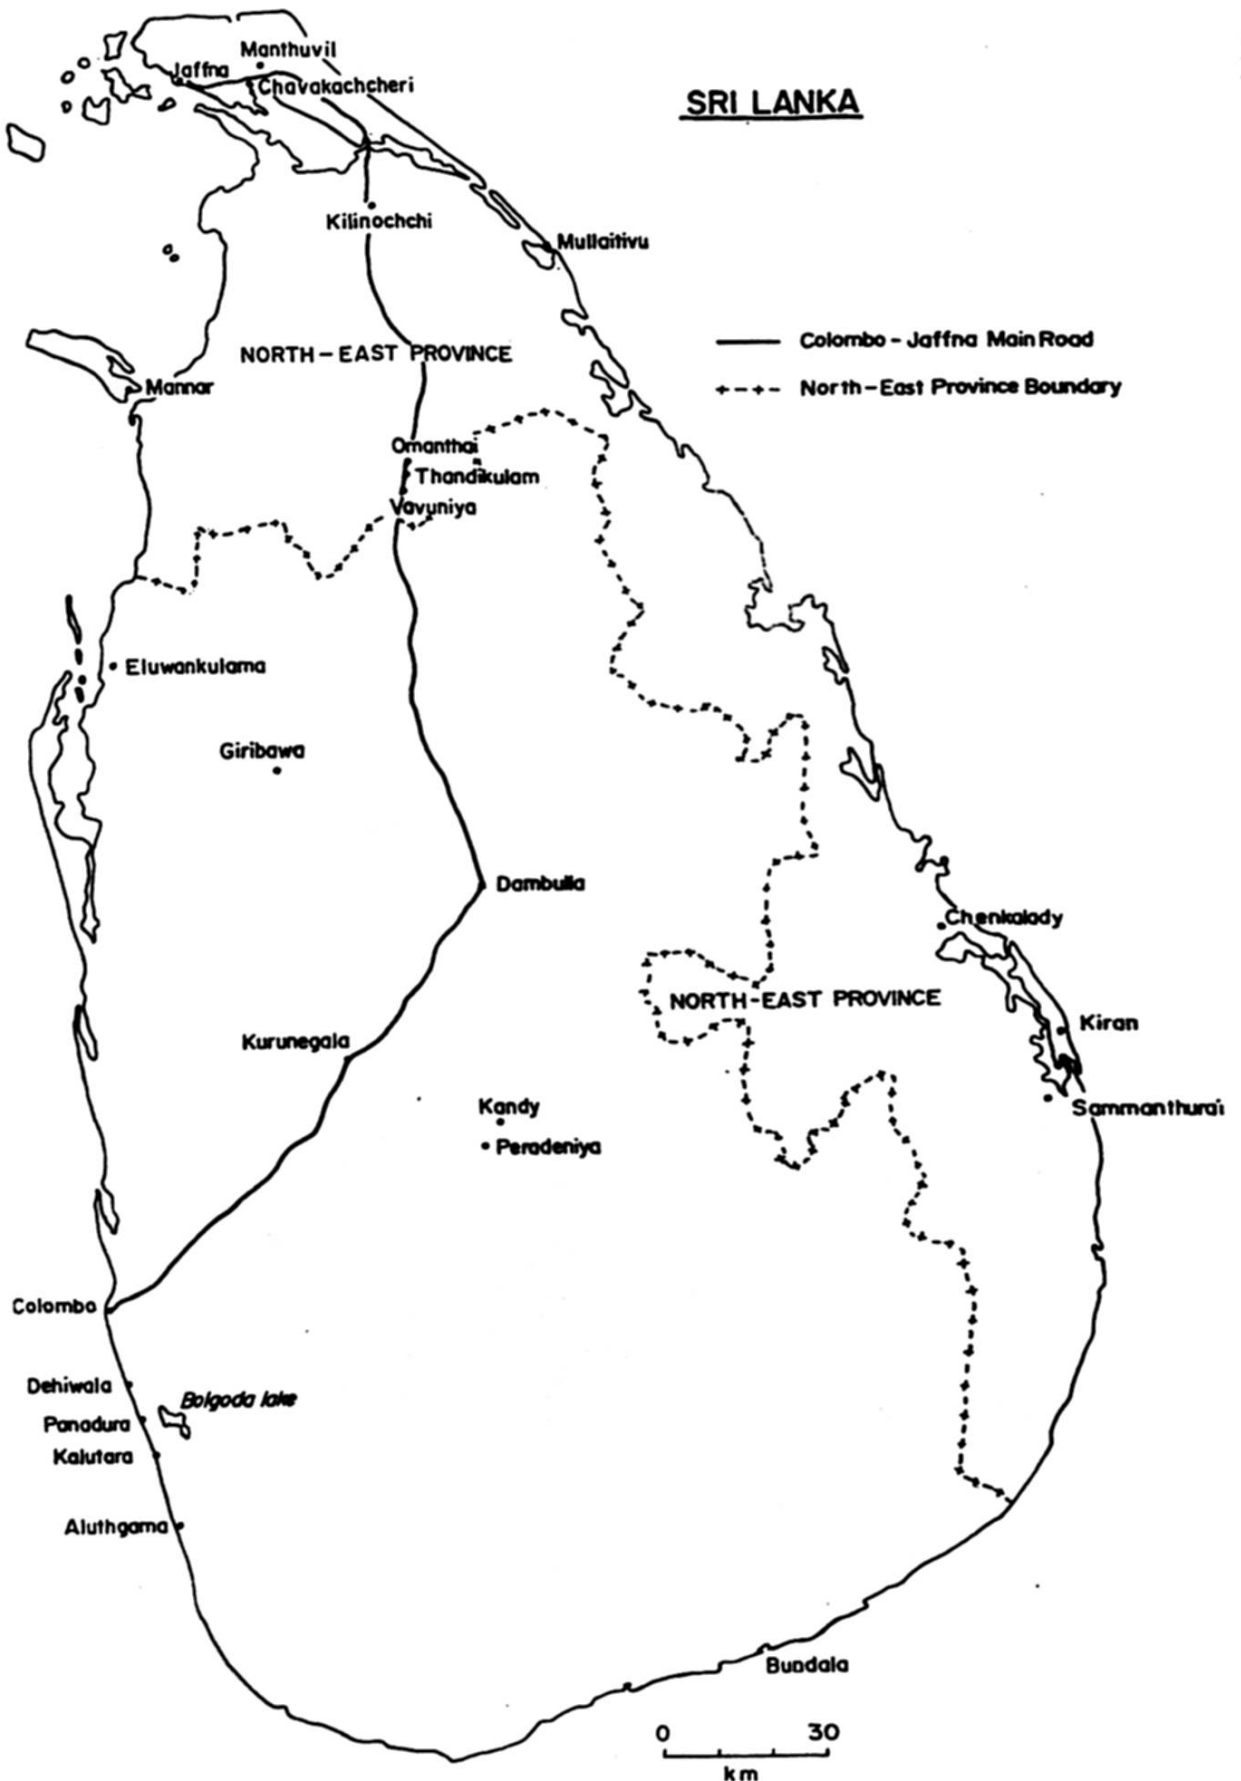 Manthuvil
Jaffna
Chavakachcheri
SRI LANKA
Kilinochchi
Mullaitivu
Colombo - Jaffna Main Road
NORTH-EAST PROVINCE
Mannar
North-East Province Boundary
Omanthai
Thandikulam
Vavuniya
Eluwankulama
Giribawa
Dambulla
Chenkalady
NORTH-EAST PROVINCE
Kiran
Kurunegala
Kandy
Sammanthurai
Peradeniya
Colombo
Dehiwala
Bolgoda lake
Panadura
Kalutara
Aluthgama
Bundala
0 30
km